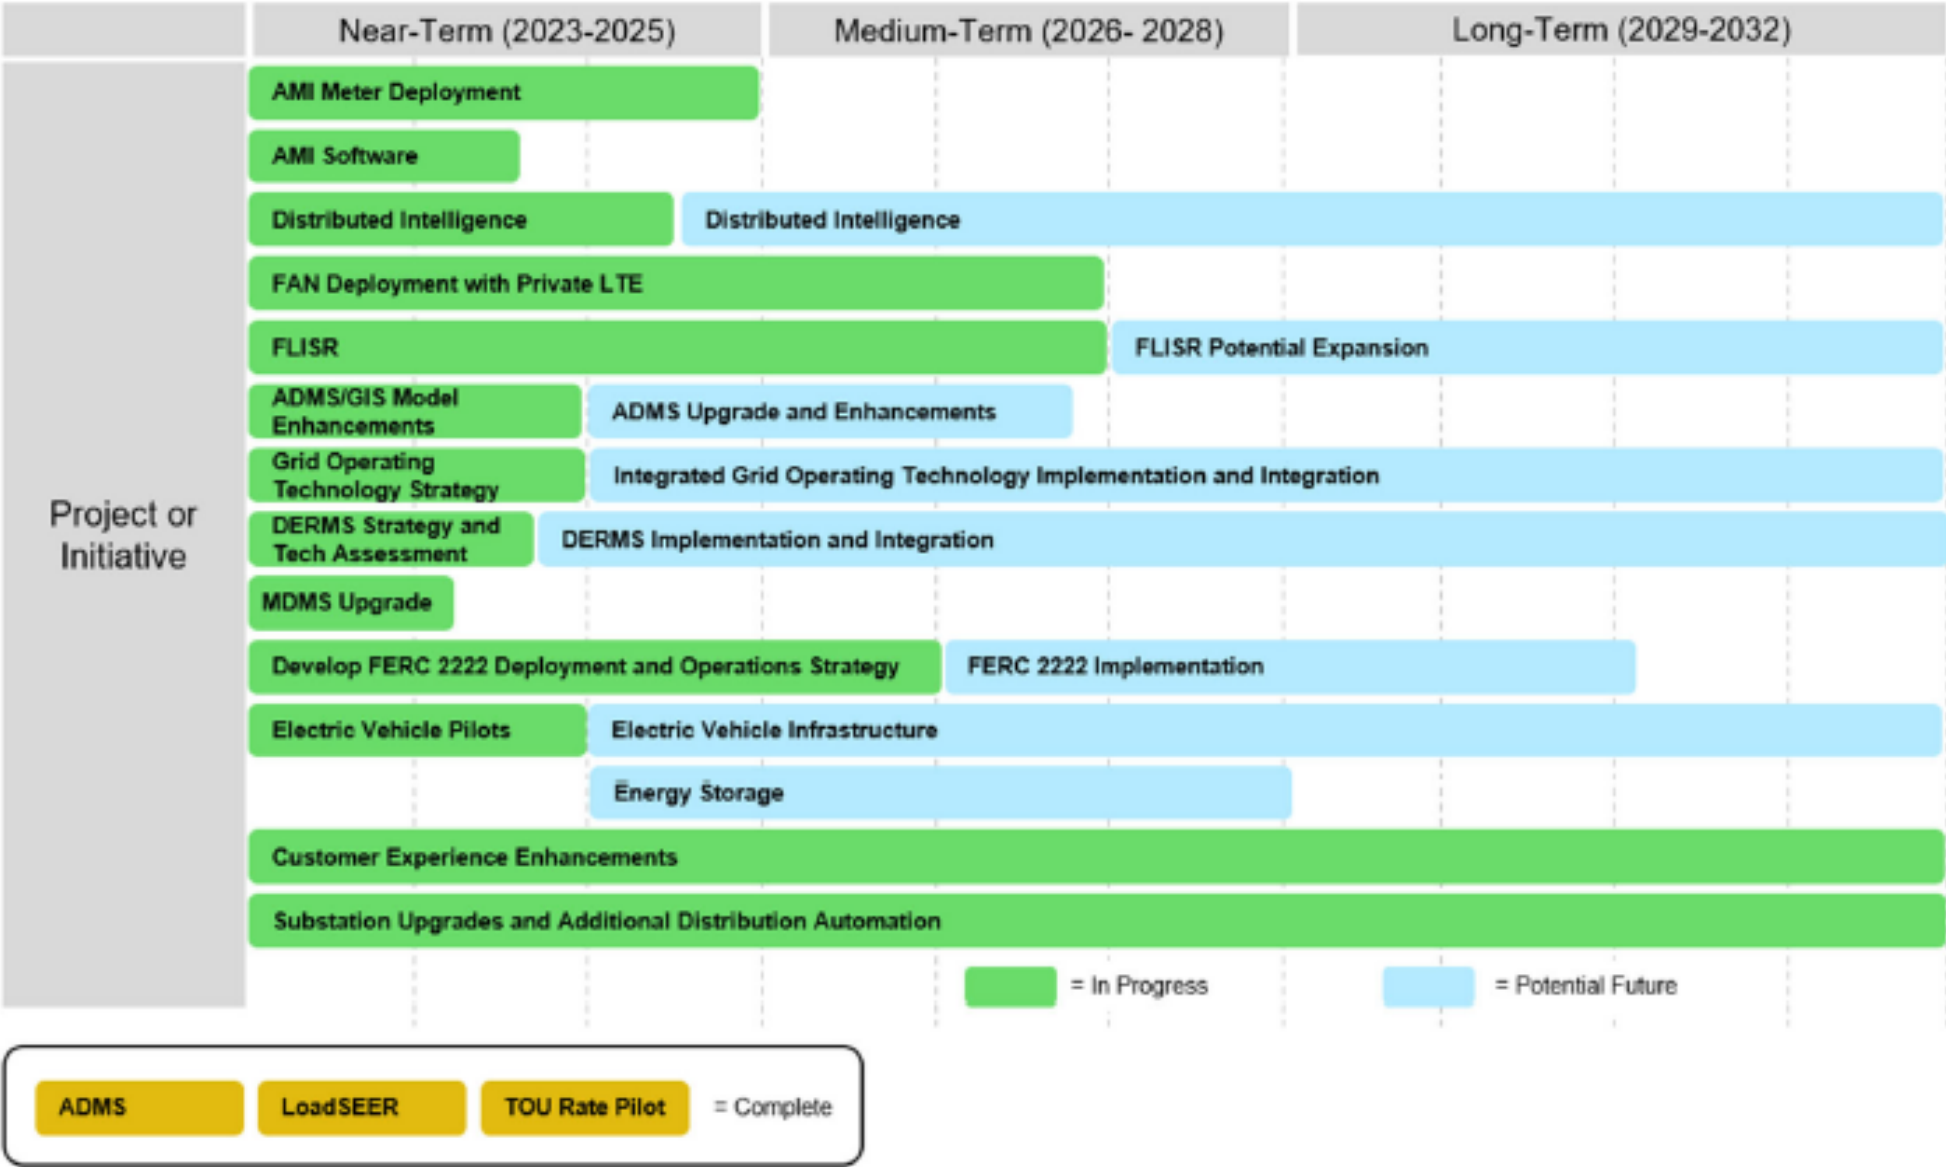 Near-Term (2023-2025) Medium-Term (2026- 2028) Long-Term (2029-2032)
Project or
Initiative
AMI Meter Deployment
AMI Software
Distributed Intelligence Distributed Intelligence
FAN Deployment with Private LTE
FLISR FLISR Potential Expansion
ADMS/GIS Model
Enhancements
ADMS Upgrade and Enhancements
Grid Operating
Technology Strategy
Integrated Grid Operating Technology Implementation and Integration
DERMS Strategy and
Tech Assessment
DERMS Implementation and Integration
MDMS Upgrade
Develop FERC 2222 Deployment and Operations Strategy FERC 2222 Implementation
Electric Vehicle Pilots Electric Vehicle Infrastructure
Energy Storage
Customer Experience Enhancements
Substation Upgrades and Additional Distribution Automation
= In Progress = Potential Future
ADMS LoadSEER TOU Rate Pilot = Complete